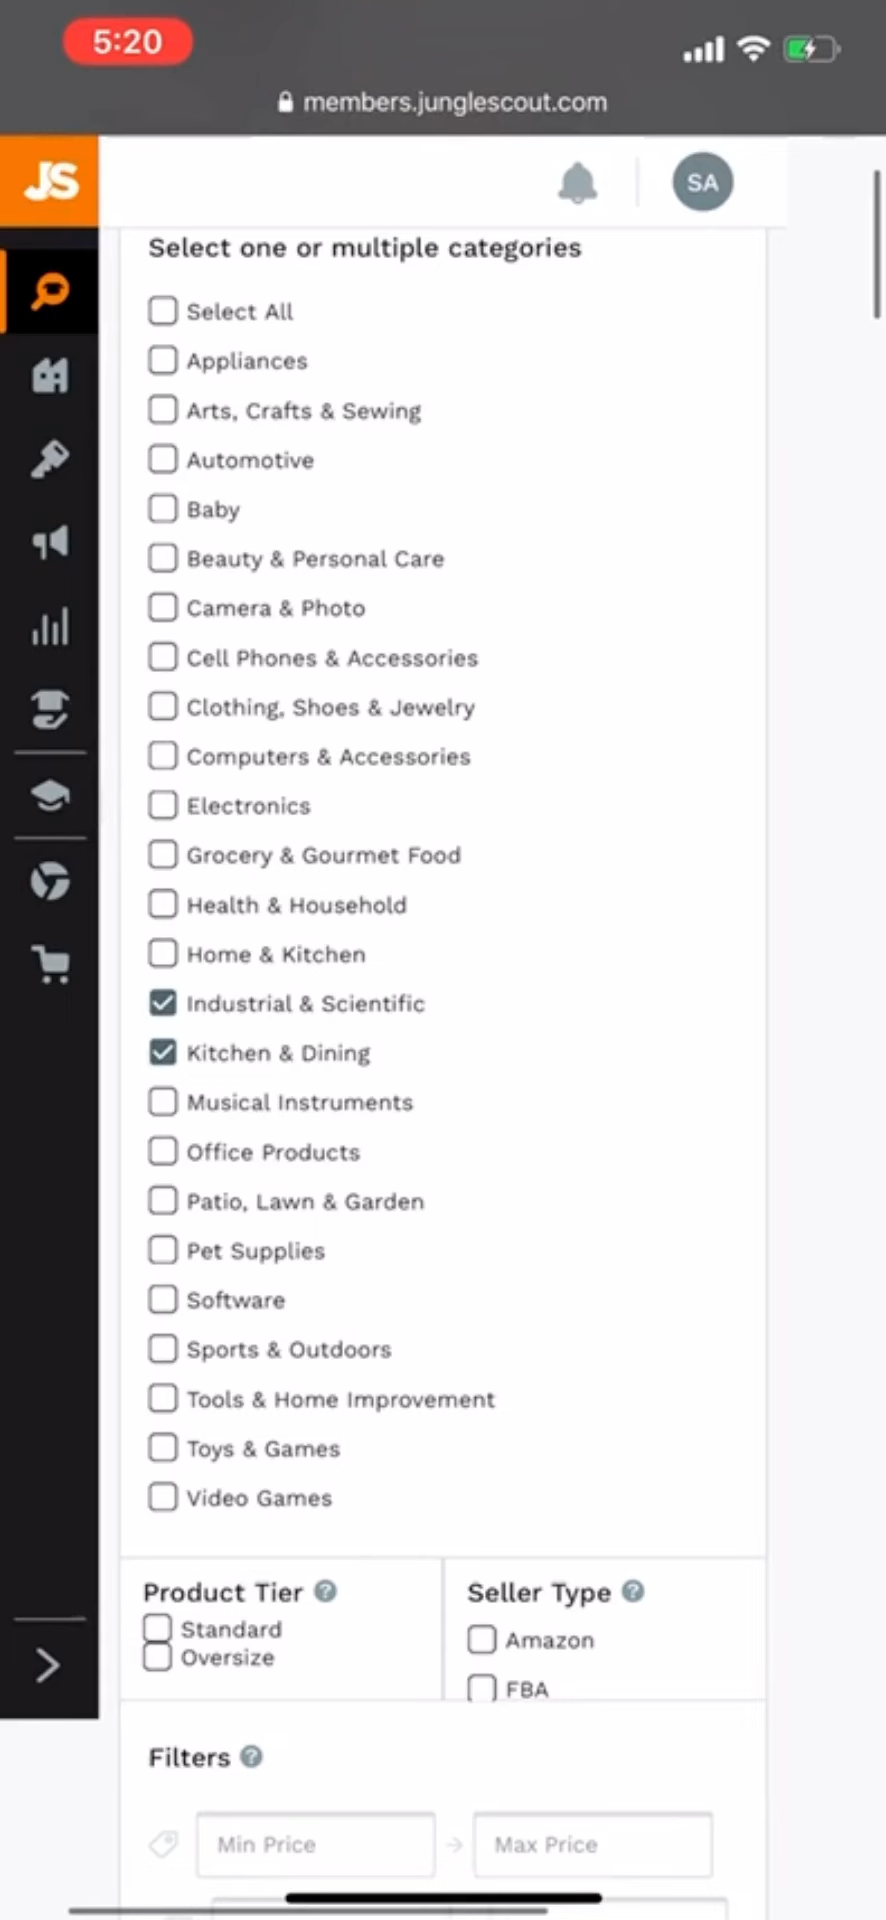 5:20
members.junglescout.com
JS
SA
Select one or multiple categories
Select All
Appliances
Arts, Crafts & Sewing
Automotive
Baby
Beauty & Personal Care
Camera & Photo
Cell Phones & Accessories
Clothing, Shoes & Jewelry
Computers & Accessories
Electronics
Grocery & Gourmet Food
Health & Household
Home & Kitchen
Industrial & Scientific
Kitchen & Dining
Musical Instruments
Office Products
Patio, Lawn & Garden
Pet Supplies
Software
Sports & Outdoors
Tools & Home Improvement
Toys & Games
Video Games
Product Tier ?
Standard
Oversize
Seller Type ?
Amazon
FBA
Filters ?
Min Price
Max Price